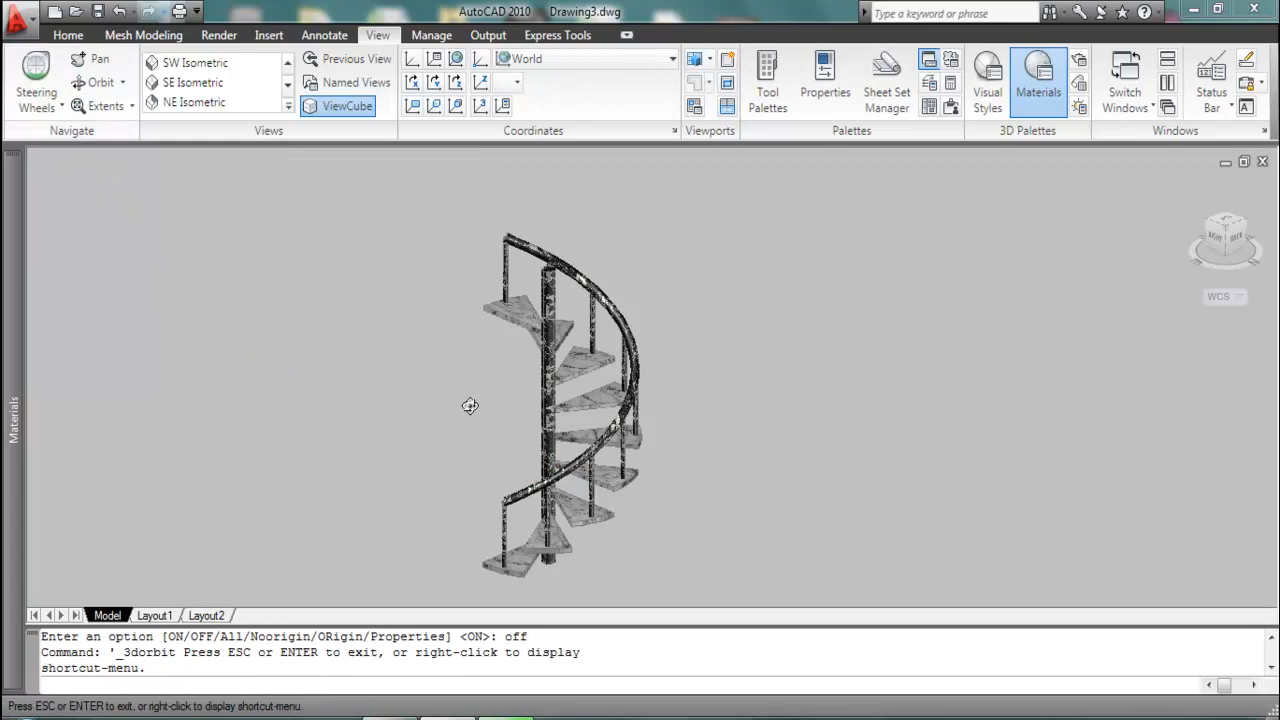 AutoCAD 2010 Drawing3.dwg
Type a keyword or phrase
Home Mesh Modeling Render Insert Annotate View Manage Output Express Tools
Steering
Wheels
Pan
Orbit
Extents
Navigate
SW Isometric
SE Isometric
NE Isometric
Previous View
Named Views
ViewCube
Views
World
Coordinates
Viewports
Tool
Palettes
Properties
Sheet Set
Manager
Palettes
Visual
Styles
Materials
3D Palettes
Switch
Windows
Status
Bar
Windows
RIGHT BACK
WCS
Materials
Model Layout1 Layout2
Enter an option [ON/OFF/All/Noorigin/ORigin/Properties] <ON>: off
Command: '_3dorbit Press ESC or ENTER to exit, or right-click to display
shortcut-menu.
Press ESC or ENTER to exit, or right-click to display shortcut-menu.